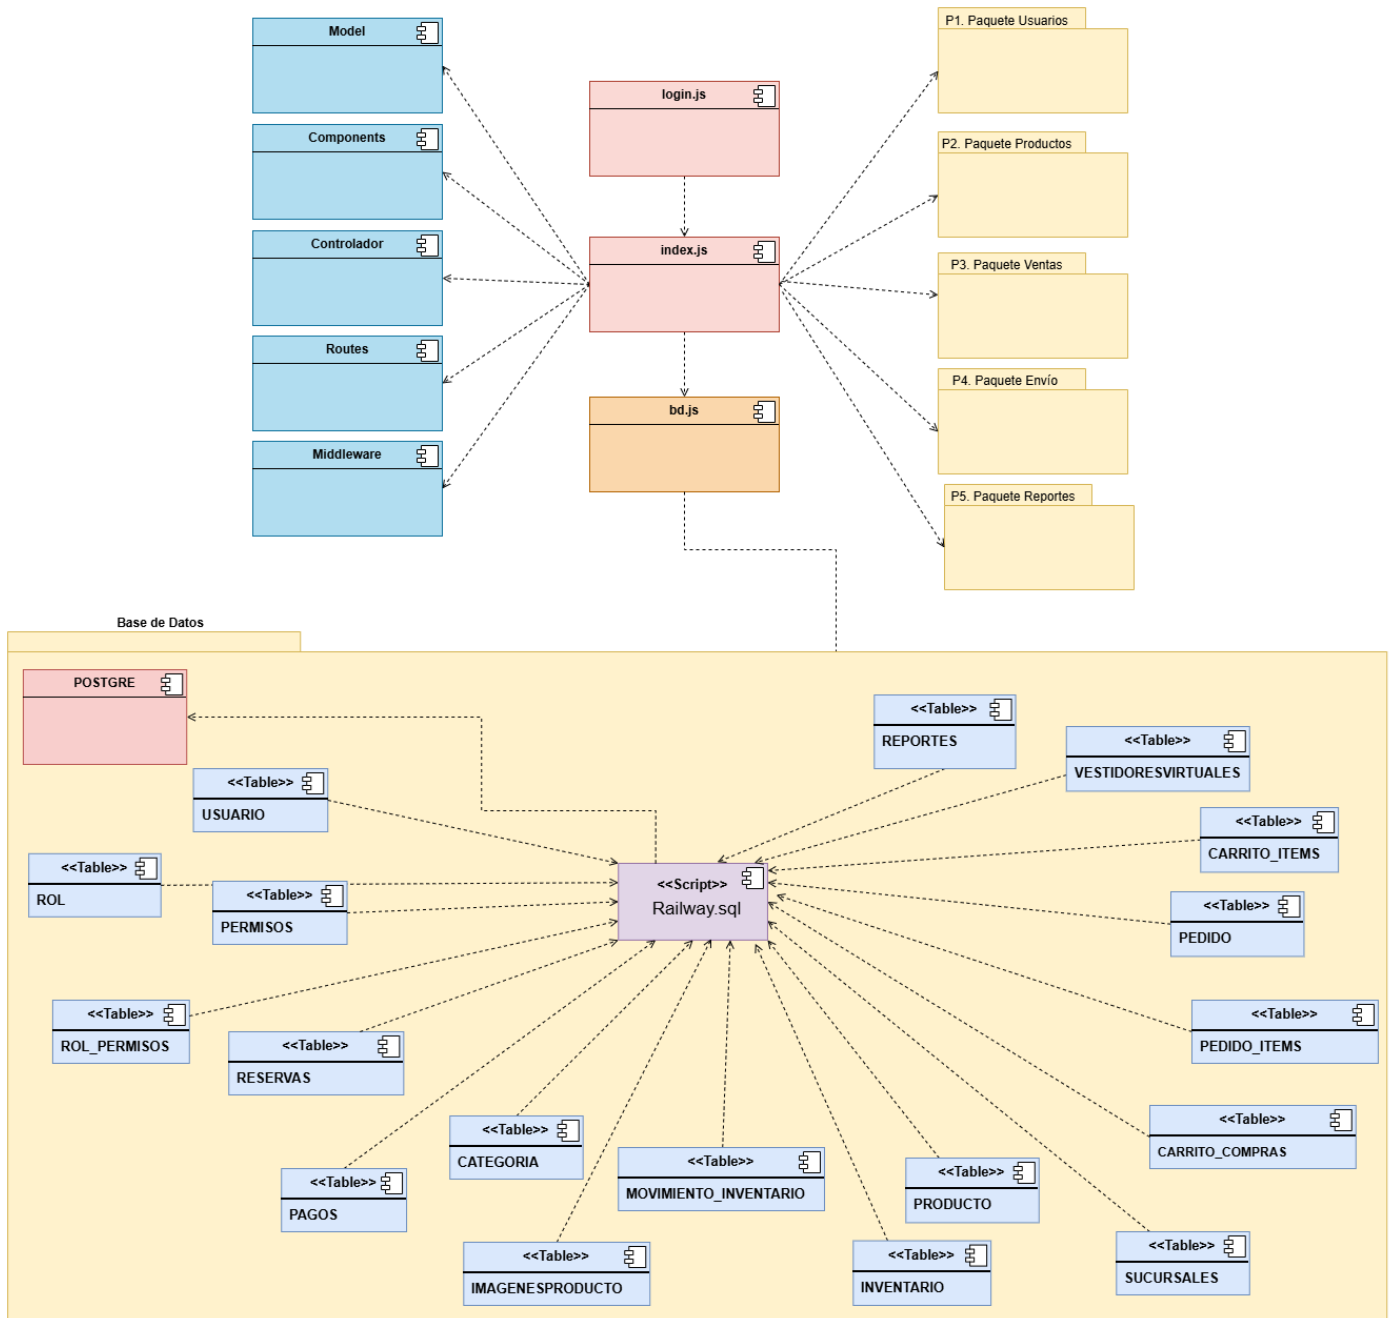 Model
P1. Paquete Usuarios
login.js
Components
P2. Paquete Productos
Controlador
index.js
P3. Paquete Ventas
Routes
P4. Paquete Envío
bd.js
Middleware
P5. Paquete Reportes
Base de Datos
POSTGRE
<<Table>>
REPORTES
<<Table>>
VESTIDORESVIRTUALES
<<Table>>
USUARIO
<<Table>>
CARRITO_ITEMS
<<Table>>
ROL
<<Table>>
PERMISOS
<<Script>>
Railway.sql
<<Table>>
PEDIDO
<<Table>>
ROL_PERMISOS
<<Table>>
RESERVAS
<<Table>>
PEDIDO_ITEMS
<<Table>>
CATEGORIA
<<Table>>
CARRITO_COMPRAS
<<Table>>
MOVIMIENTO_INVENTARIO
<<Table>>
PRODUCTO
<<Table>>
PAGOS
<<Table>>
IMAGENESPRODUCTO
<<Table>>
INVENTARIO
<<Table>>
SUCURSALES